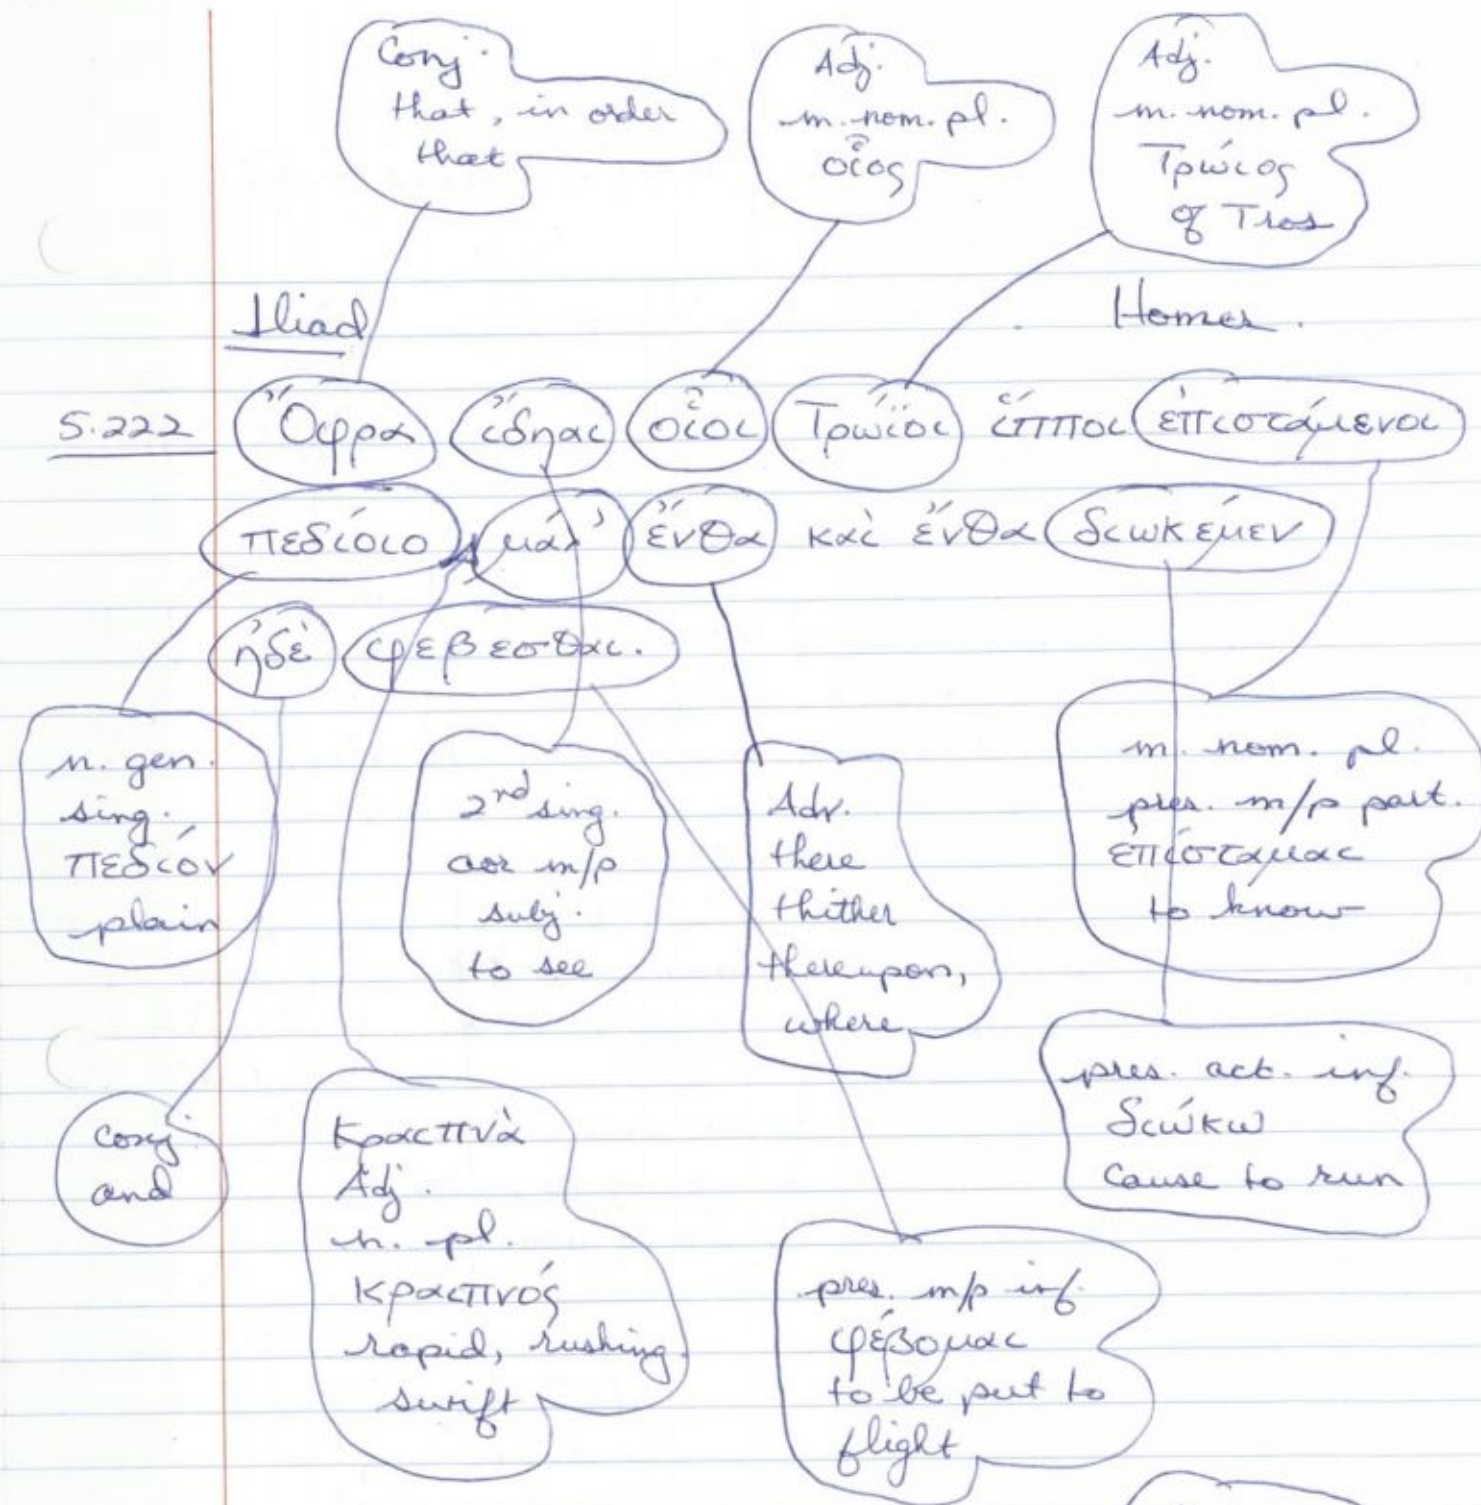 Conj.
that, in order
that
Adj.
m. nom. pl.
οἷος
Adj.
m. nom. pl.
Τρώιος
of Tros
Iliad
Homer.
5.222 Ὄφρα ἴδηαι οἷοι Τρώϊοι ἵπποι ἐπιστάμενοι
πεδίοιο μάλ' ἔνθα καὶ ἔνθα διωκέμεν
ἠδὲ φέβεσθαι.
n. gen.
sing.
πεδίον
plain
2nd sing.
aor m/p
subj.
to see
Adv.
there
thither
thereupon,
where
m. nom. pl.
pres. m/p part.
ἐπίσταμαι
to know
pres. act. inf.
διώκω
cause to run
conj.
and
κραιπνὰ
Adj.
n. pl.
κραιπνός
rapid, rushing
swift
pres. m/p inf.
φέβομαι
to be put to
flight